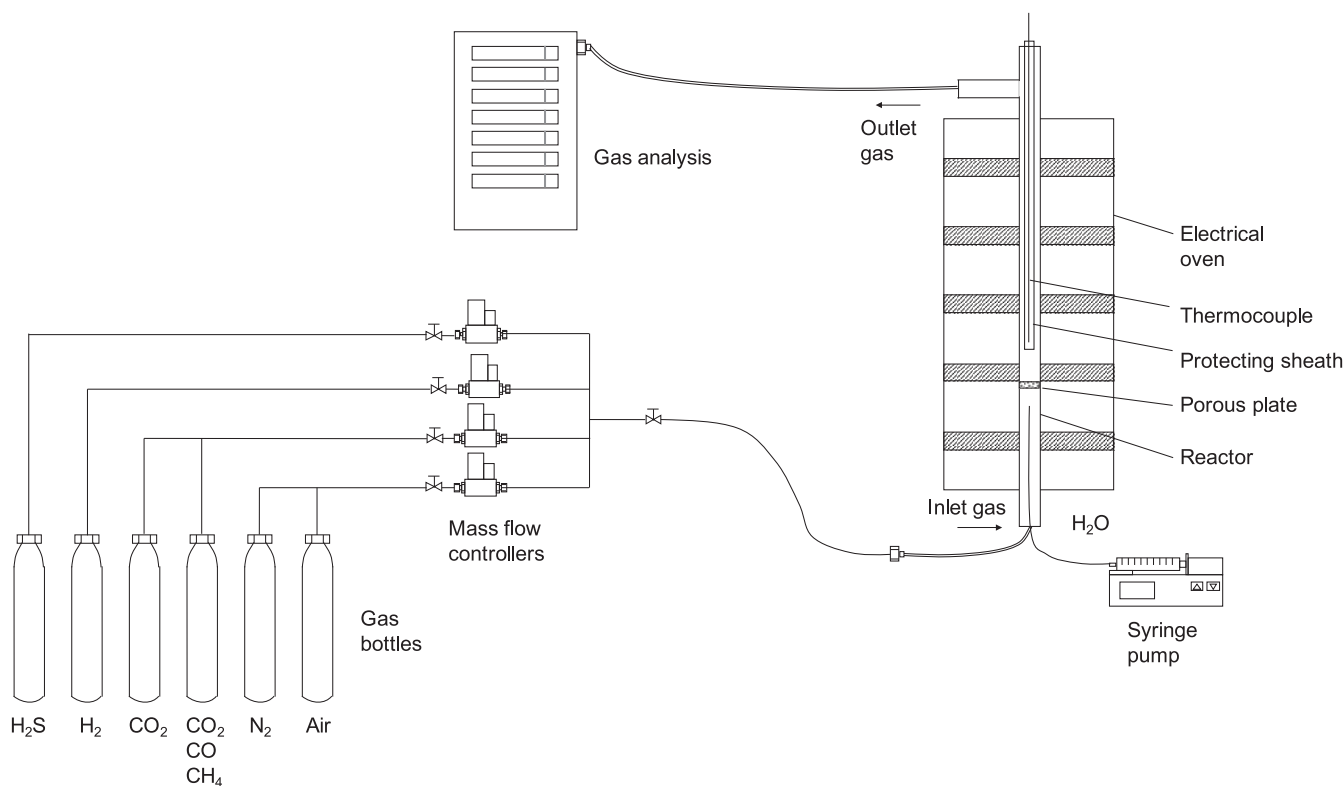 Gas analysis
Outlet
gas
Electrical
oven
Thermocouple
Protecting sheath
Porous plate
Reactor
Inlet gas
H₂O
Mass flow
controllers
Gas
bottles
Syringe
pump
H₂S
H₂
CO₂
CO₂
CO
CH₄
N₂
Air